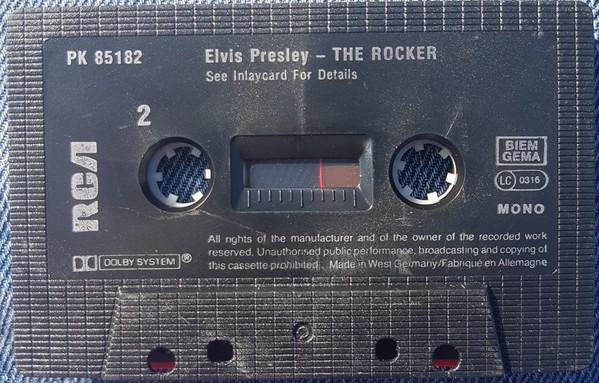 PK 85182
Elvis Presley – THE ROCKER
See Inlaycard For Details
2
RCA
BIEM
GEMA
LC 0316
MONO
All rights of the manufacturer and of the owner of the recorded work
reserved. Unauthorised public performance, broadcasting and copying of
this cassette prohibited. Made in West Germany/Fabriqué en Allemagne
DOLBY SYSTEM ®